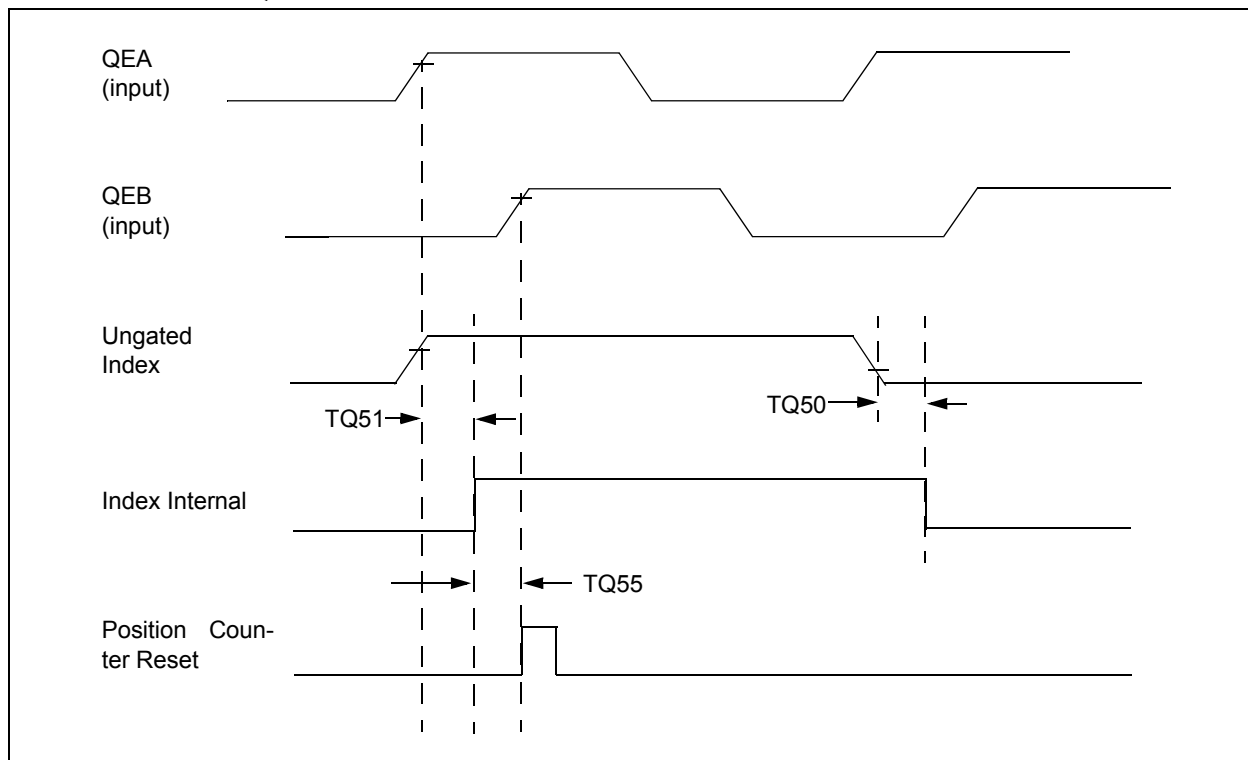 QEA
(input)
QEB
(input)
Ungated
Index
TQ51
TQ50
Index Internal
TQ55
Position Coun-
ter Reset